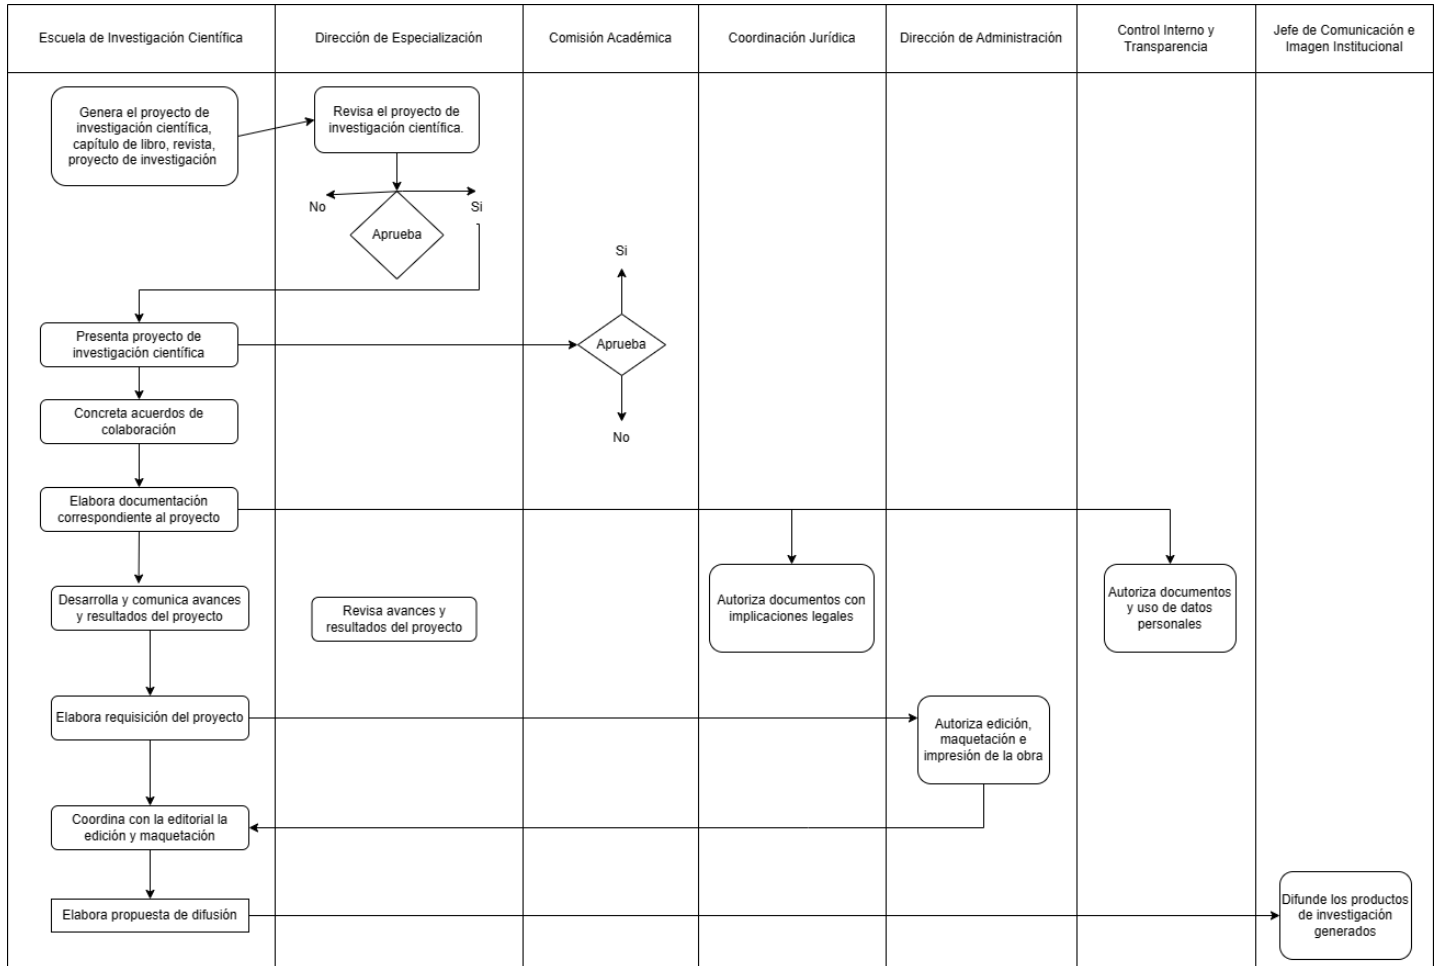 Escuela de Investigación Científica
Dirección de Especialización
Comisión Académica
Coordinación Jurídica
Dirección de Administración
Control Interno y
Transparencia
Jefe de Comunicación e
Imagen Institucional
Genera el proyecto de
investigación científica,
capítulo de libro, revista,
proyecto de investigación
Revisa el proyecto de
investigación científica.
No
Si
Aprueba
Si
Presenta proyecto de
investigación científica
Aprueba
Concreta acuerdos de
colaboración
No
Elabora documentación
correspondiente al proyecto
Desarrolla y comunica avances
y resultados del proyecto
Revisa avances y
resultados del proyecto
Autoriza documentos con
implicaciones legales
Autoriza documentos
y uso de datos
personales
Elabora requisición del proyecto
Autoriza edición,
maquetación e
impresión de la obra
Coordina con la editorial la
edición y maquetación
Elabora propuesta de difusión
Difunde los productos
de investigación
generados